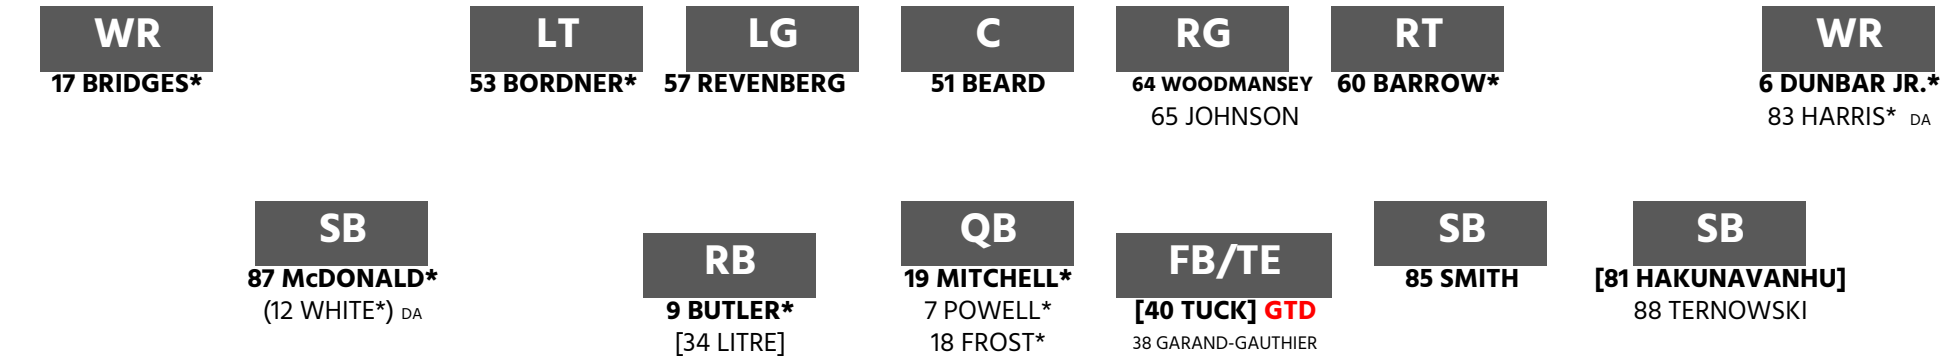 WR LT LG C RG RT WR
17 BRIDGES* 53 BORDNER* 57 REVENBERG 51 BEARD 64 WOODMANSEY 60 BARROW* 6 DUNBAR JR.*
65 JOHNSON 83 HARRIS* DA
SB QB SB SB
RB FB/TE
87 McDONALD* 19 MITCHELL* 85 SMITH [81 HAKUNAVANHU]
(12 WHITE*) DA 9 BUTLER* 7 POWELL* [40 TUCK] GTD 88 TERNOWSKI
[34 LITRE] 18 FROST* 38 GARAND-GAUTHIER